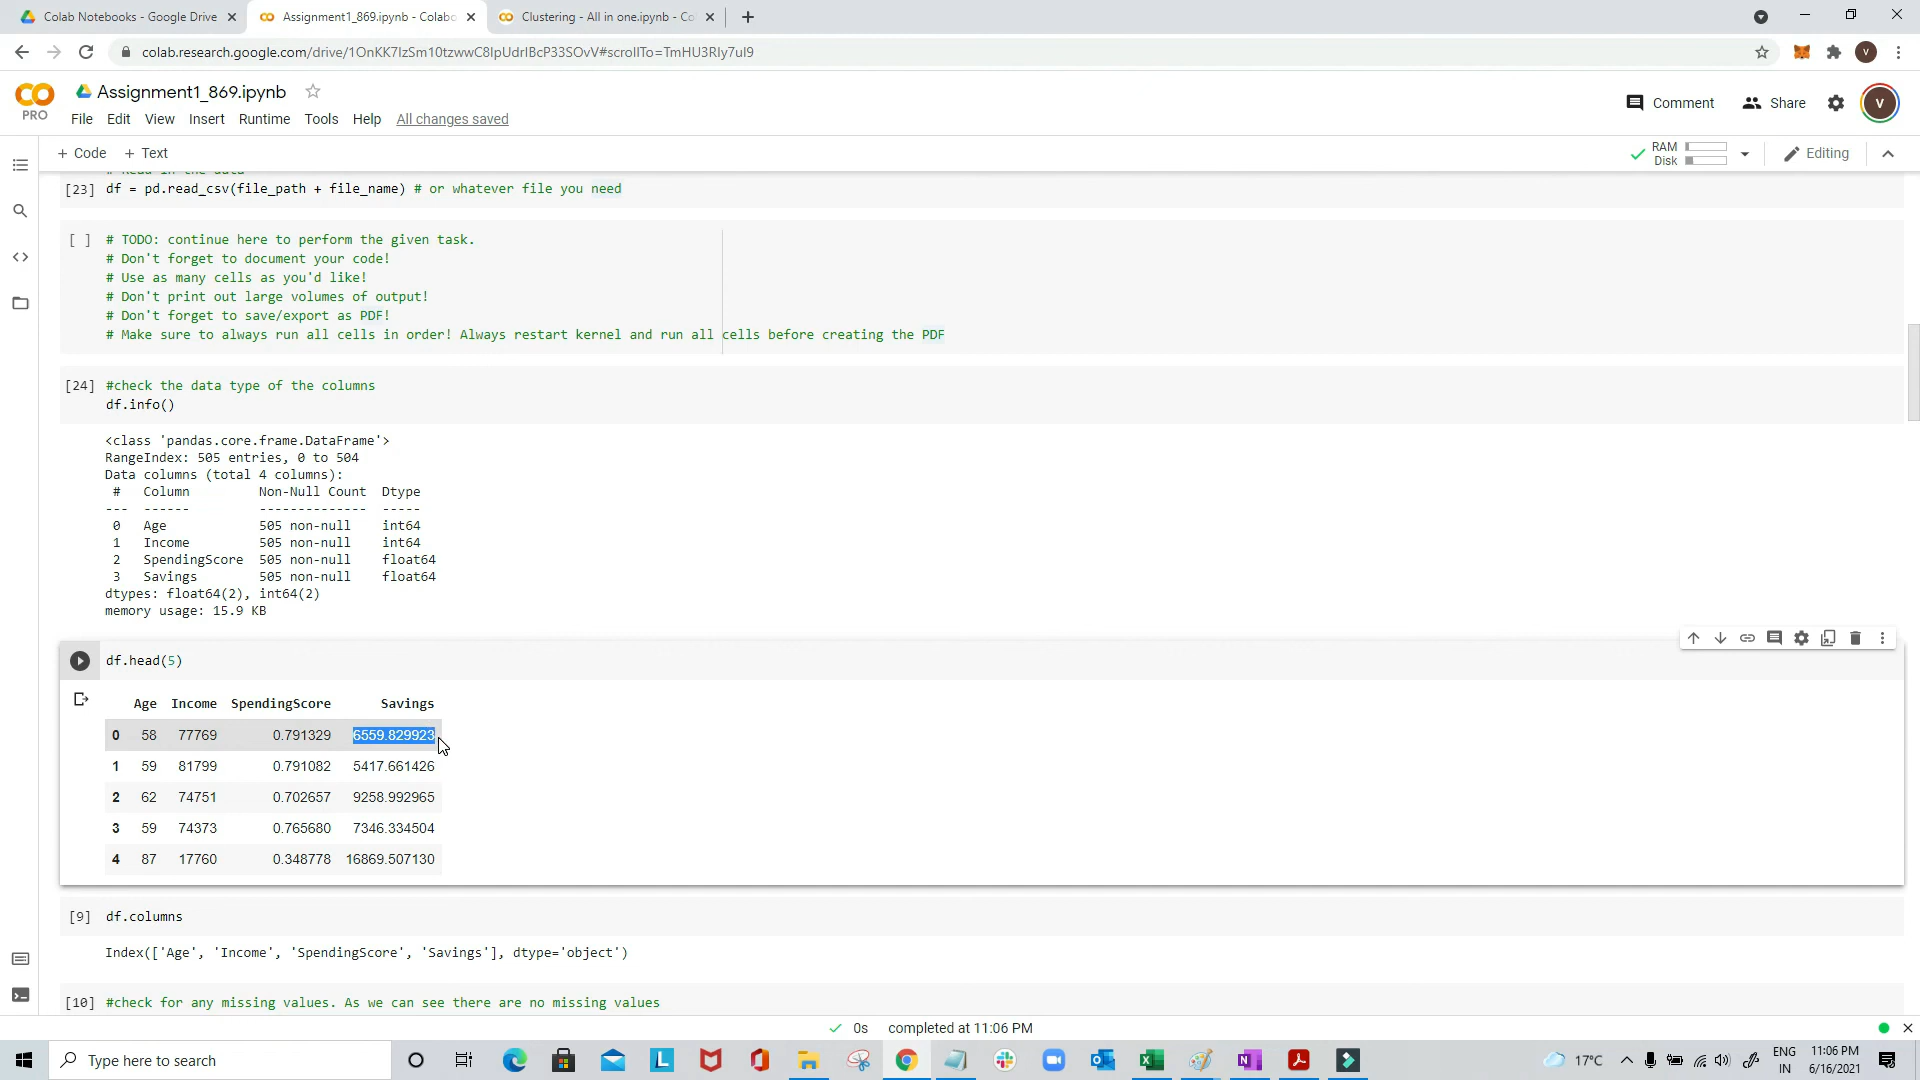 Colab Notebooks - Google Drive
Assignment1_869.ipynb - Colabo
Clustering - All in one.ipynb - Co
colab.research.google.com/drive/1OnKK7IzSm10tzwwC8IpUdrIBcP33SOvV#scrollTo=TmHU3RIy7uI9
V
CO
PRO
Assignment1_869.ipynb
File Edit View Insert Runtime Tools Help All changes saved
Comment
Share
V
+ Code + Text
RAM
Disk
Editing
# Read in the data
[23] df = pd.read_csv(file_path + file_name) # or whatever file you need
[ ] # TODO: continue here to perform the given task.
# Don't forget to document your code!
# Use as many cells as you'd like!
# Don't print out large volumes of output!
# Don't forget to save/export as PDF!
# Make sure to always run all cells in order! Always restart kernel and run all cells before creating the PDF
[24] #check the data type of the columns
df.info()
<class 'pandas.core.frame.DataFrame'>
RangeIndex: 505 entries, 0 to 504
Data columns (total 4 columns):
# Column Non-Null Count Dtype
--- ------ -------------- -----
0 Age 505 non-null int64
1 Income 505 non-null int64
2 SpendingScore 505 non-null float64
3 Savings 505 non-null float64
dtypes: float64(2), int64(2)
memory usage: 15.9 KB
df.head(5)
Age Income SpendingScore Savings
0 58 77769 0.791329 6559.829923
1 59 81799 0.791082 5417.661426
2 62 74751 0.702657 9258.992965
3 59 74373 0.765680 7346.334504
4 87 17760 0.348778 16869.507130
[9] df.columns
Index(['Age', 'Income', 'SpendingScore', 'Savings'], dtype='object')
[10] #check for any missing values. As we can see there are no missing values
0s completed at 11:06 PM
Type here to search
17°C
ENG
IN
11:06 PM
6/16/2021